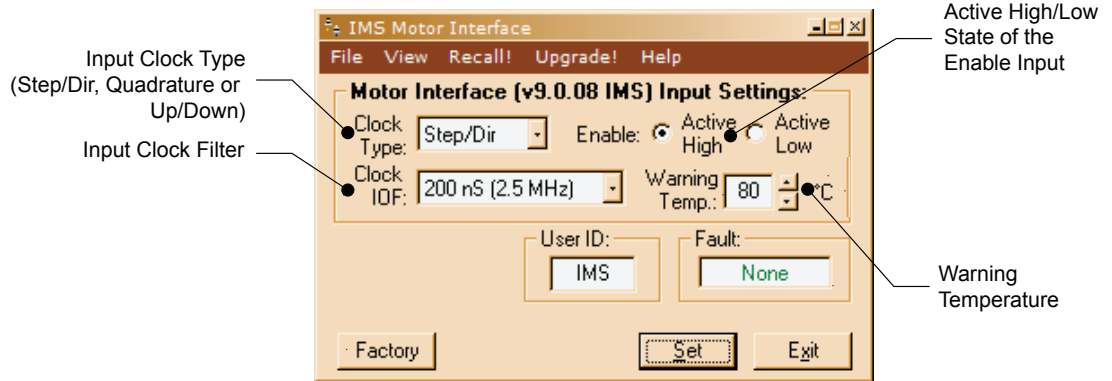 Active High/Low
State of the
Enable Input
Input Clock Type
(Step/Dir, Quadrature or
Up/Down)
Input Clock Filter
IMS Motor Interface
File View Recall! Upgrade! Help
Motor Interface (v9.0.08 IMS) Input Settings:
Clock
Type:
Step/Dir
Enable:
Active
High
Active
Low
Clock
IOF:
200 nS (2.5 MHz)
Warning
Temp.:
80
°C
User ID:
IMS
Fault:
None
Warning
Temperature
Factory
Set
Exit